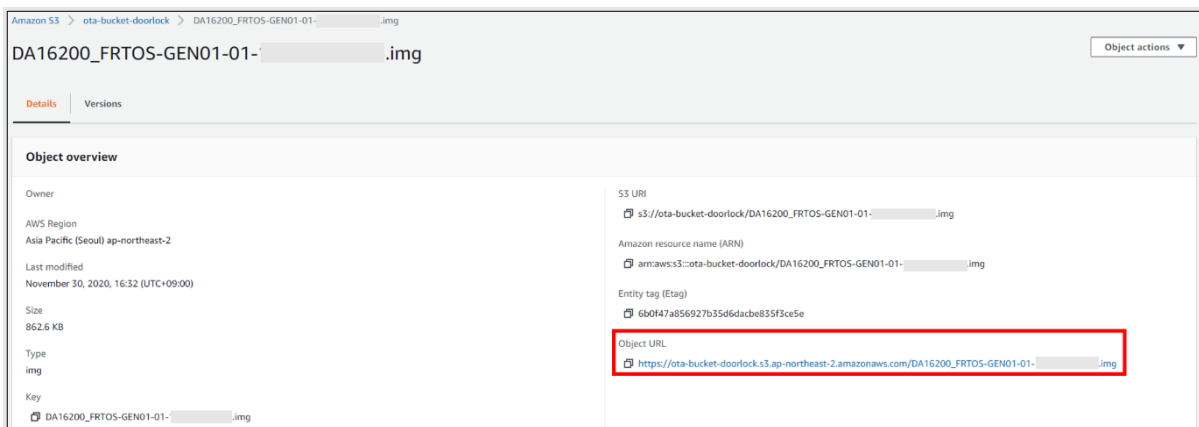 Amazon S3 > ota-bucket-doorlock > DA16200_FRTOS-GEN01-01- .img
DA16200_FRTOS-GEN01-01- .img
Object actions ▼
Details Versions
Object overview
Owner
AWS Region
Asia Pacific (Seoul) ap-northeast-2
Last modified
November 30, 2020, 16:32 (UTC+09:00)
Size
862.6 KB
Type
img
Key
DA16200_FRTOS-GEN01-01- .img
S3 URI
s3://ota-bucket-doorlock/DA16200_FRTOS-GEN01-01- .img
Amazon resource name (ARN)
arn:aws:s3:::ota-bucket-doorlock/DA16200_FRTOS-GEN01-01- .img
Entity tag (Etag)
6b0f47a856927b35d6dacbe835f3ce5e
Object URL
https://ota-bucket-doorlock.s3.ap-northeast-2.amazonaws.com/DA16200_FRTOS-GEN01-01- .img